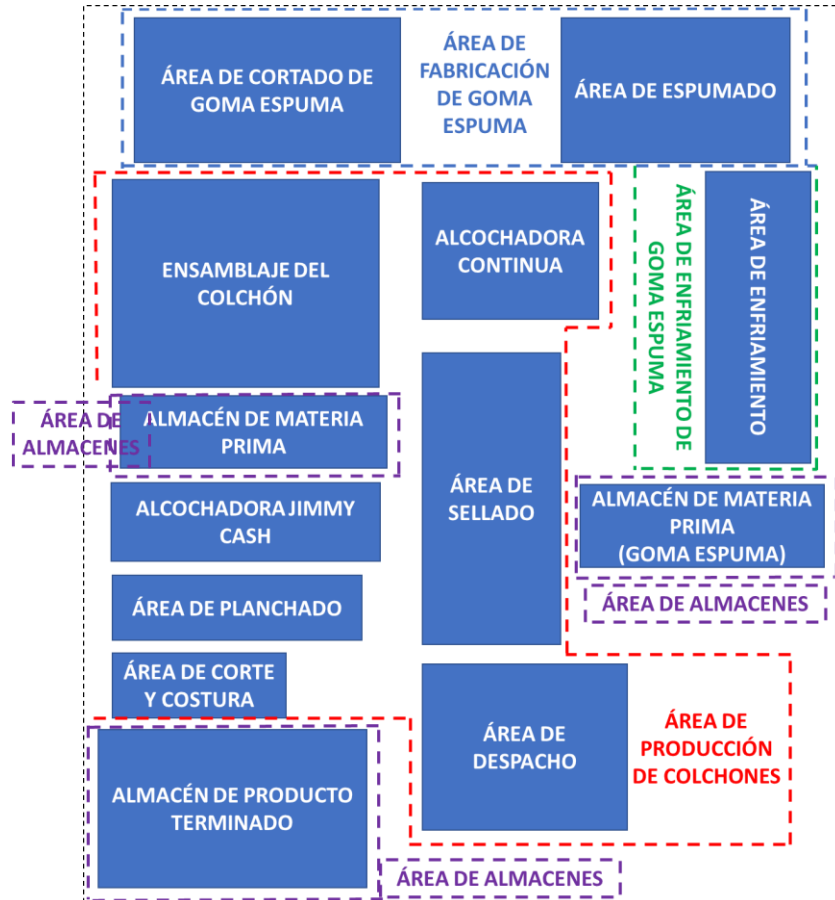 ÁREA DE CORTADO DE
GOMA ESPUMA
ÁREA DE
FABRICACIÓN
DE GOMA
ESPUMA
ÁREA DE ESPUMADO
ENSAMBLAJE DEL
COLCHÓN
ALCOCHADORA
CONTINUA
ÁREA DE ENFRIAMIENTO DE
GOMA ESPUMA
ÁREA DE ENFRIAMIENTO
ÁREA DE
ALMACENES
ALMACÉN DE MATERIA
PRIMA
ALCOCHADORA JIMMY
CASH
ÁREA DE
SELLADO
ALMACÉN DE MATERIA
PRIMA
(GOMA ESPUMA)
ÁREA DE ALMACENES
ÁREA DE PLANCHADO
ÁREA DE CORTE
Y COSTURA
ÁREA DE
DESPACHO
ÁREA DE
PRODUCCIÓN
DE COLCHONES
ALMACÉN DE PRODUCTO
TERMINADO
ÁREA DE ALMACENES